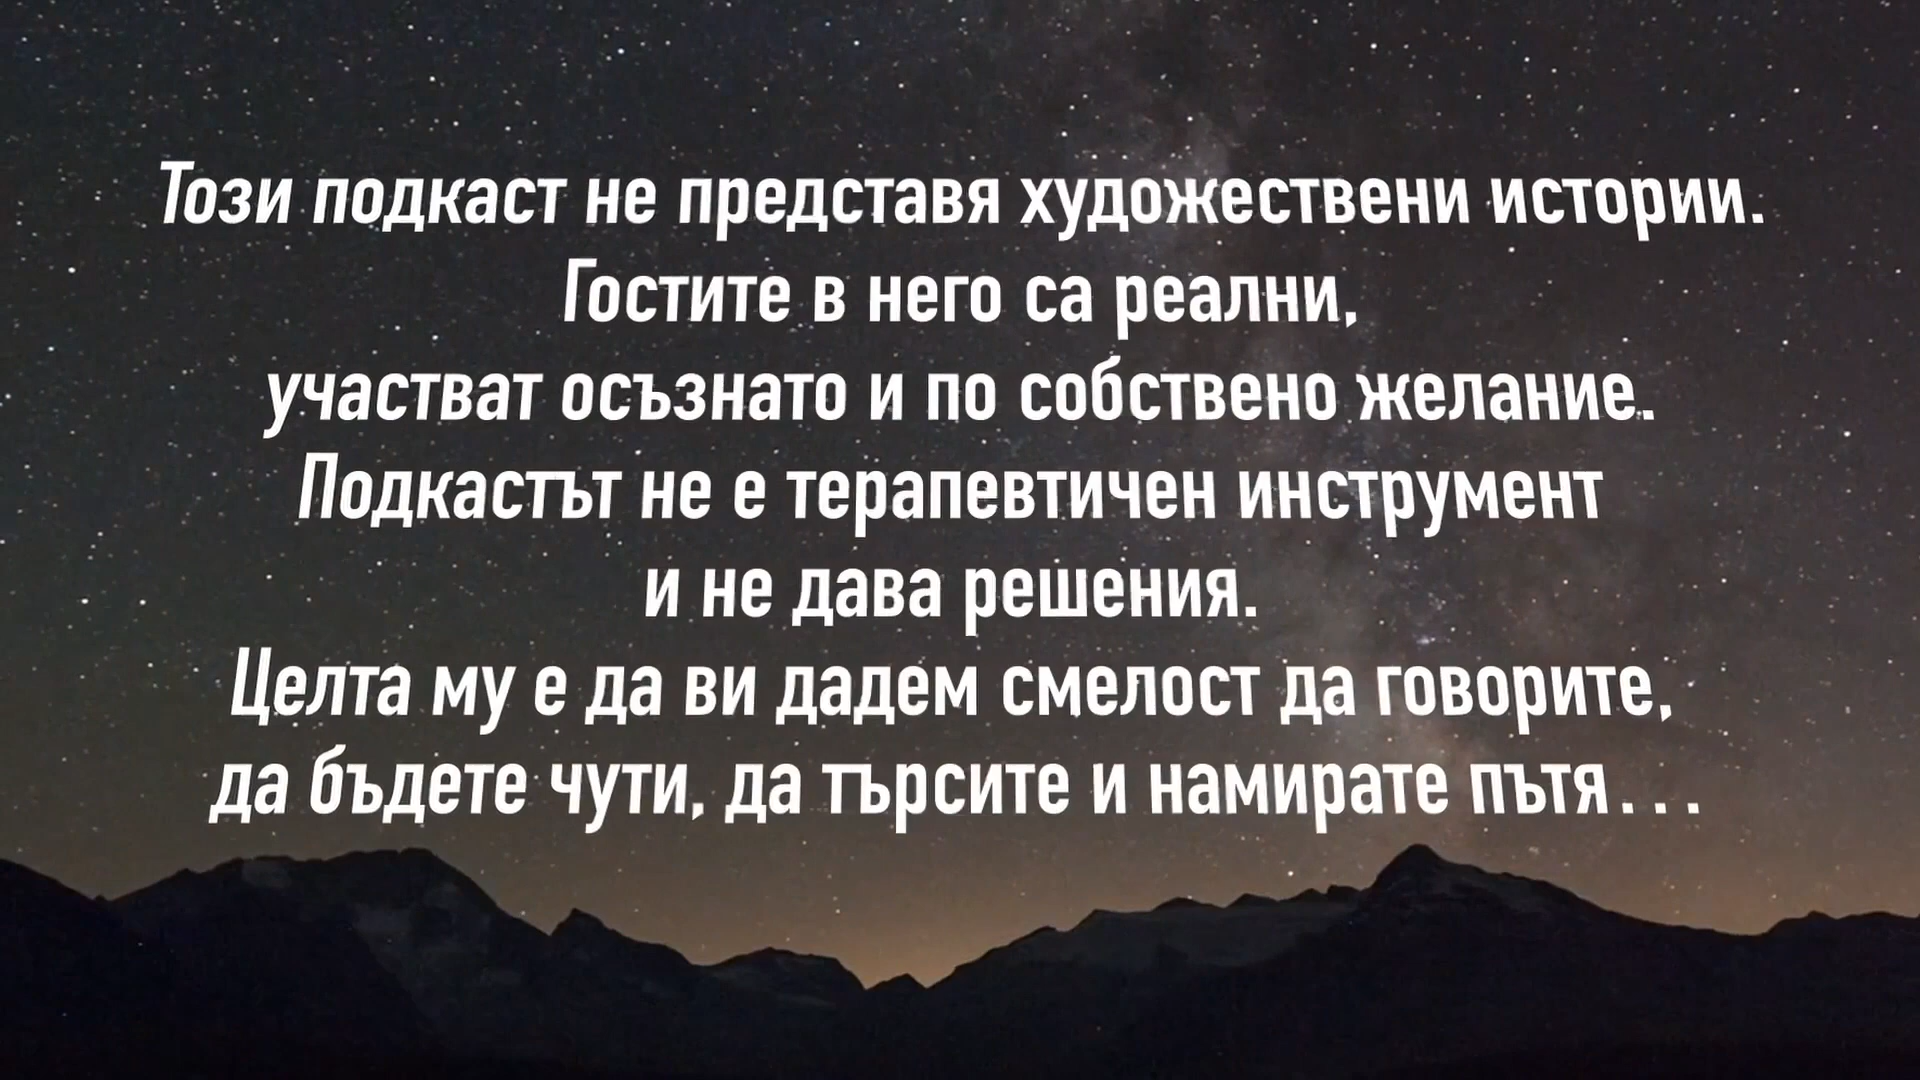 Този подкаст не представя художествени истории.
Гостите в него са реални,
участват осъзнато и по собствено желание.
Подкастът не е терапевтичен инструмент
и не дава решения.
Целта му е да ви дадем смелост да говорите,
да бъдете чути, да търсите и намирате пътя...